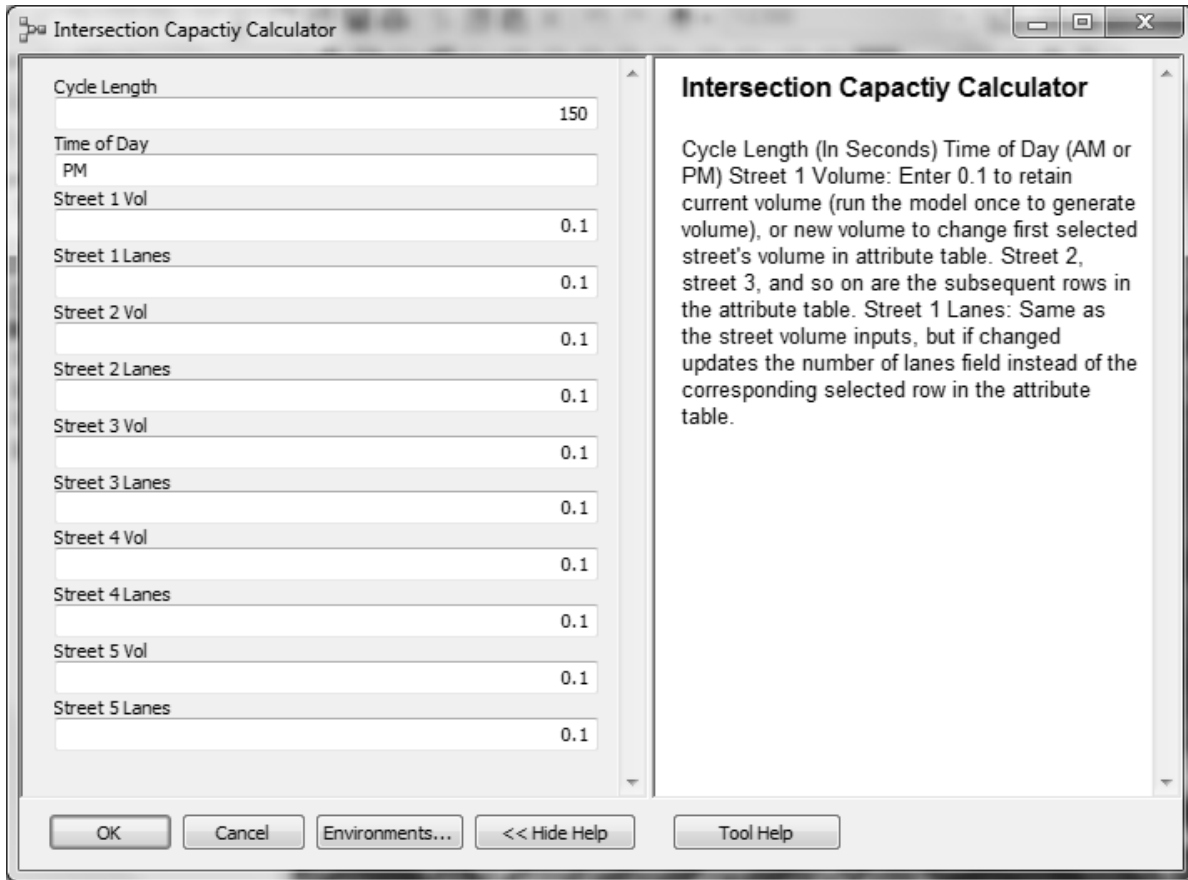 Intersection Capactiy Calculator
Cycle Length
150
Time of Day
PM
Street 1 Vol
0.1
Street 1 Lanes
0.1
Street 2 Vol
0.1
Street 2 Lanes
0.1
Street 3 Vol
0.1
Street 3 Lanes
0.1
Street 4 Vol
0.1
Street 4 Lanes
0.1
Street 5 Vol
0.1
Street 5 Lanes
0.1
Intersection Capactiy Calculator
Cycle Length (In Seconds) Time of Day (AM or
PM) Street 1 Volume: Enter 0.1 to retain
current volume (run the model once to generate
volume), or new volume to change first selected
street's volume in attribute table. Street 2,
street 3, and so on are the subsequent rows in
the attribute table. Street 1 Lanes: Same as
the street volume inputs, but if changed
updates the number of lanes field instead of the
corresponding selected row in the attribute
table.
OK
Cancel
Environments...
<< Hide Help
Tool Help